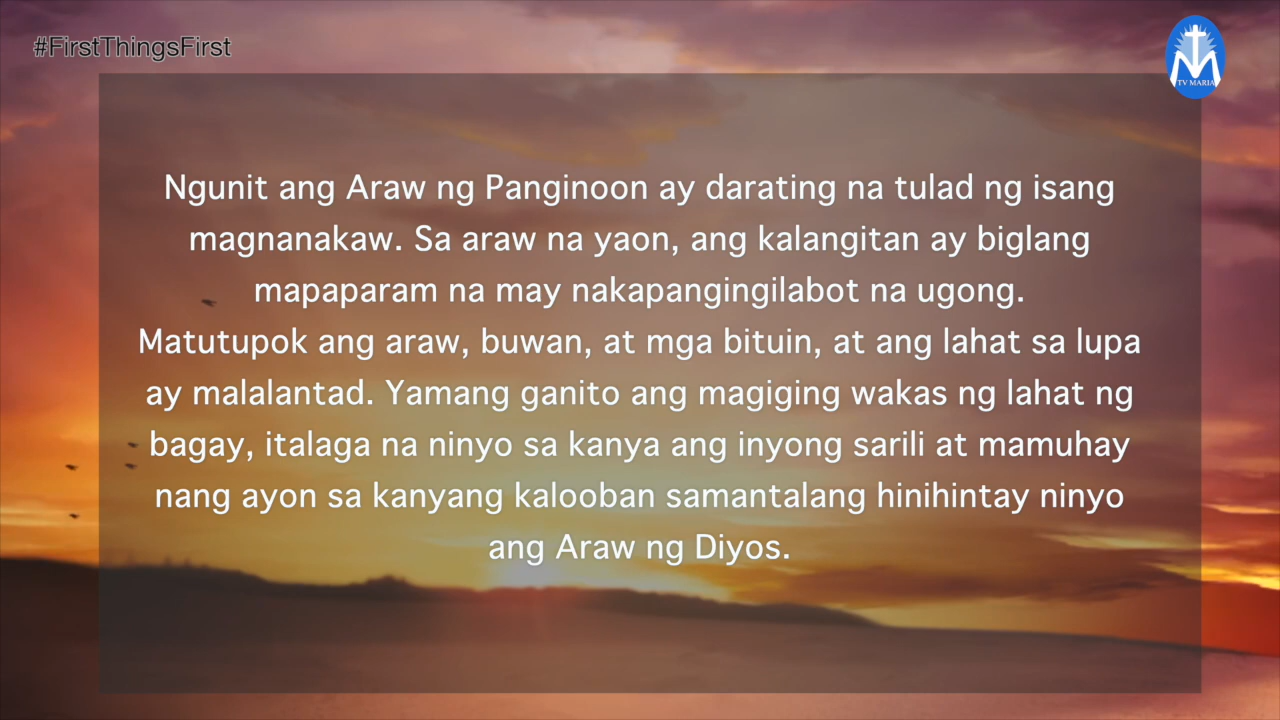 #FirstThingsFirst
TV MARIA
Ngunit ang Araw ng Panginoon ay darating na tulad ng isang
magnanakaw. Sa araw na yaon, ang kalangitan ay biglang
mapaparam na may nakapangingilabot na ugong.
Matutupok ang araw, buwan, at mga bituin, at ang lahat sa lupa
ay malalantad. Yamang ganito ang magiging wakas ng lahat ng
bagay, italaga na ninyo sa kanya ang inyong sarili at mamuhay
nang ayon sa kanyang kalooban samantalang hinihintay ninyo
ang Araw ng Diyos.